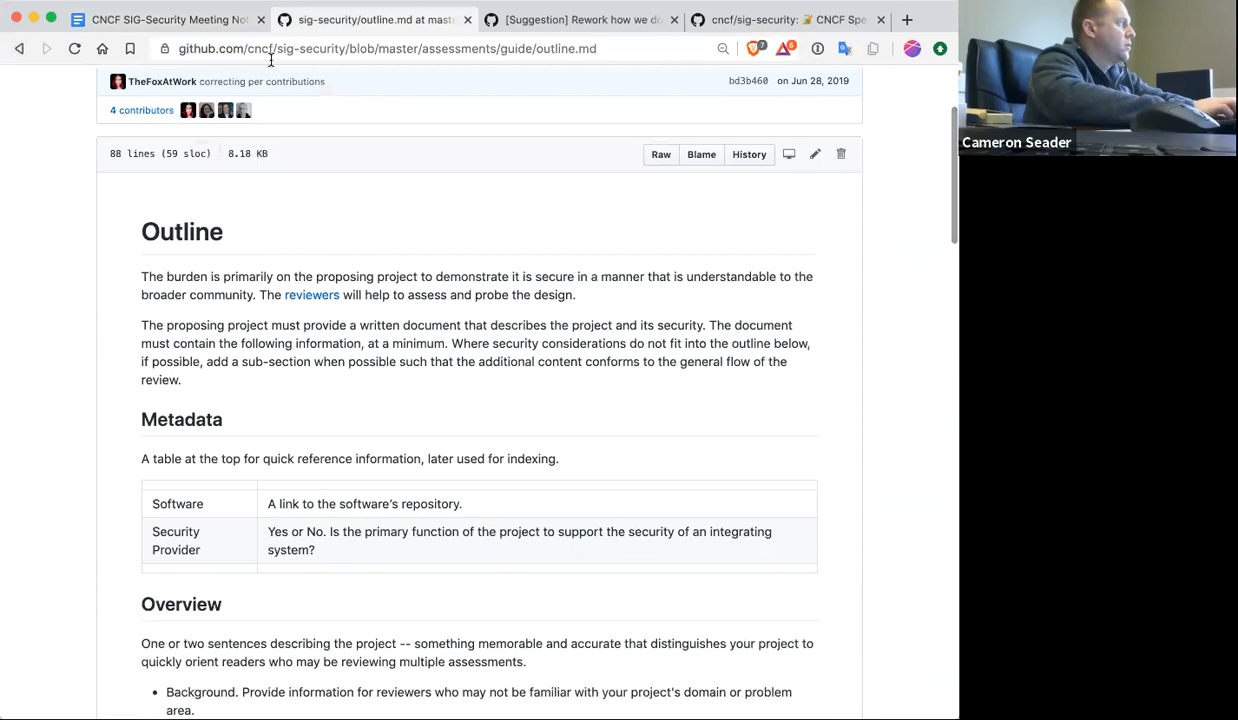 CNCF SIG-Security Meeting Not
sig-security/outline.md at maste
[Suggestion] Rework how we do
cncf/sig-security: 📝 CNCF Spe
github.com/cncf/sig-security/blob/master/assessments/guide/outline.md
7
6
TheFoxAtWork correcting per contributions
bd3b460 on Jun 28, 2019
4 contributors
88 lines (59 sloc) 8.18 KB
Raw Blame History
Outline
The burden is primarily on the proposing project to demonstrate it is secure in a manner that is understandable to the
broader community. The reviewers will help to assess and probe the design.
The proposing project must provide a written document that describes the project and its security. The document
must contain the following information, at a minimum. Where security considerations do not fit into the outline below,
if possible, add a sub-section when possible such that the additional content conforms to the general flow of the
review.
Metadata
A table at the top for quick reference information, later used for indexing.
Software A link to the software's repository.
Security Yes or No. Is the primary function of the project to support the security of an integrating
Provider system?
Overview
One or two sentences describing the project -- something memorable and accurate that distinguishes your project to
quickly orient readers who may be reviewing multiple assessments.
• Background. Provide information for reviewers who may not be familiar with your project's domain or problem
area.
Cameron Seader